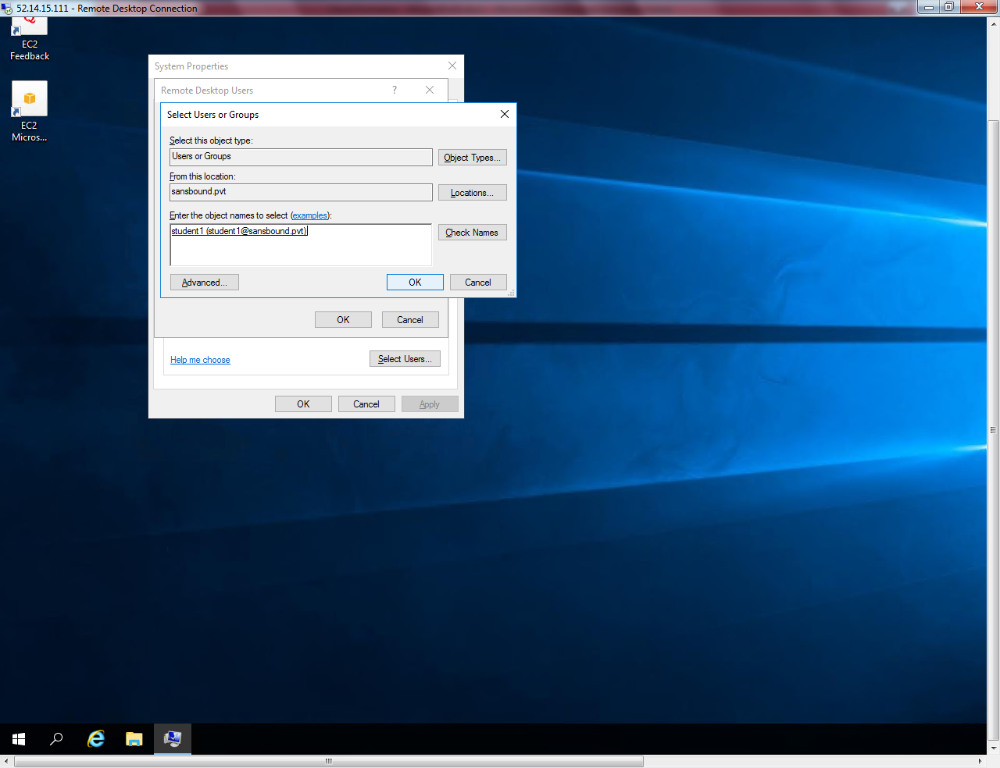 52.14.15.111 - Remote Desktop Connection
EC2
Feedback
EC2
Micros...
System Properties
Remote Desktop Users
?
Select Users or Groups
Select this object type:
Users or Groups
Object Types...
From this location:
sansbound.pvt
Locations...
Enter the object names to select (examples):
student1 (student1@sansbound.pvt)
Check Names
Advanced...
OK
Cancel
OK
Cancel
Help me choose
Select Users...
OK
Cancel
Apply